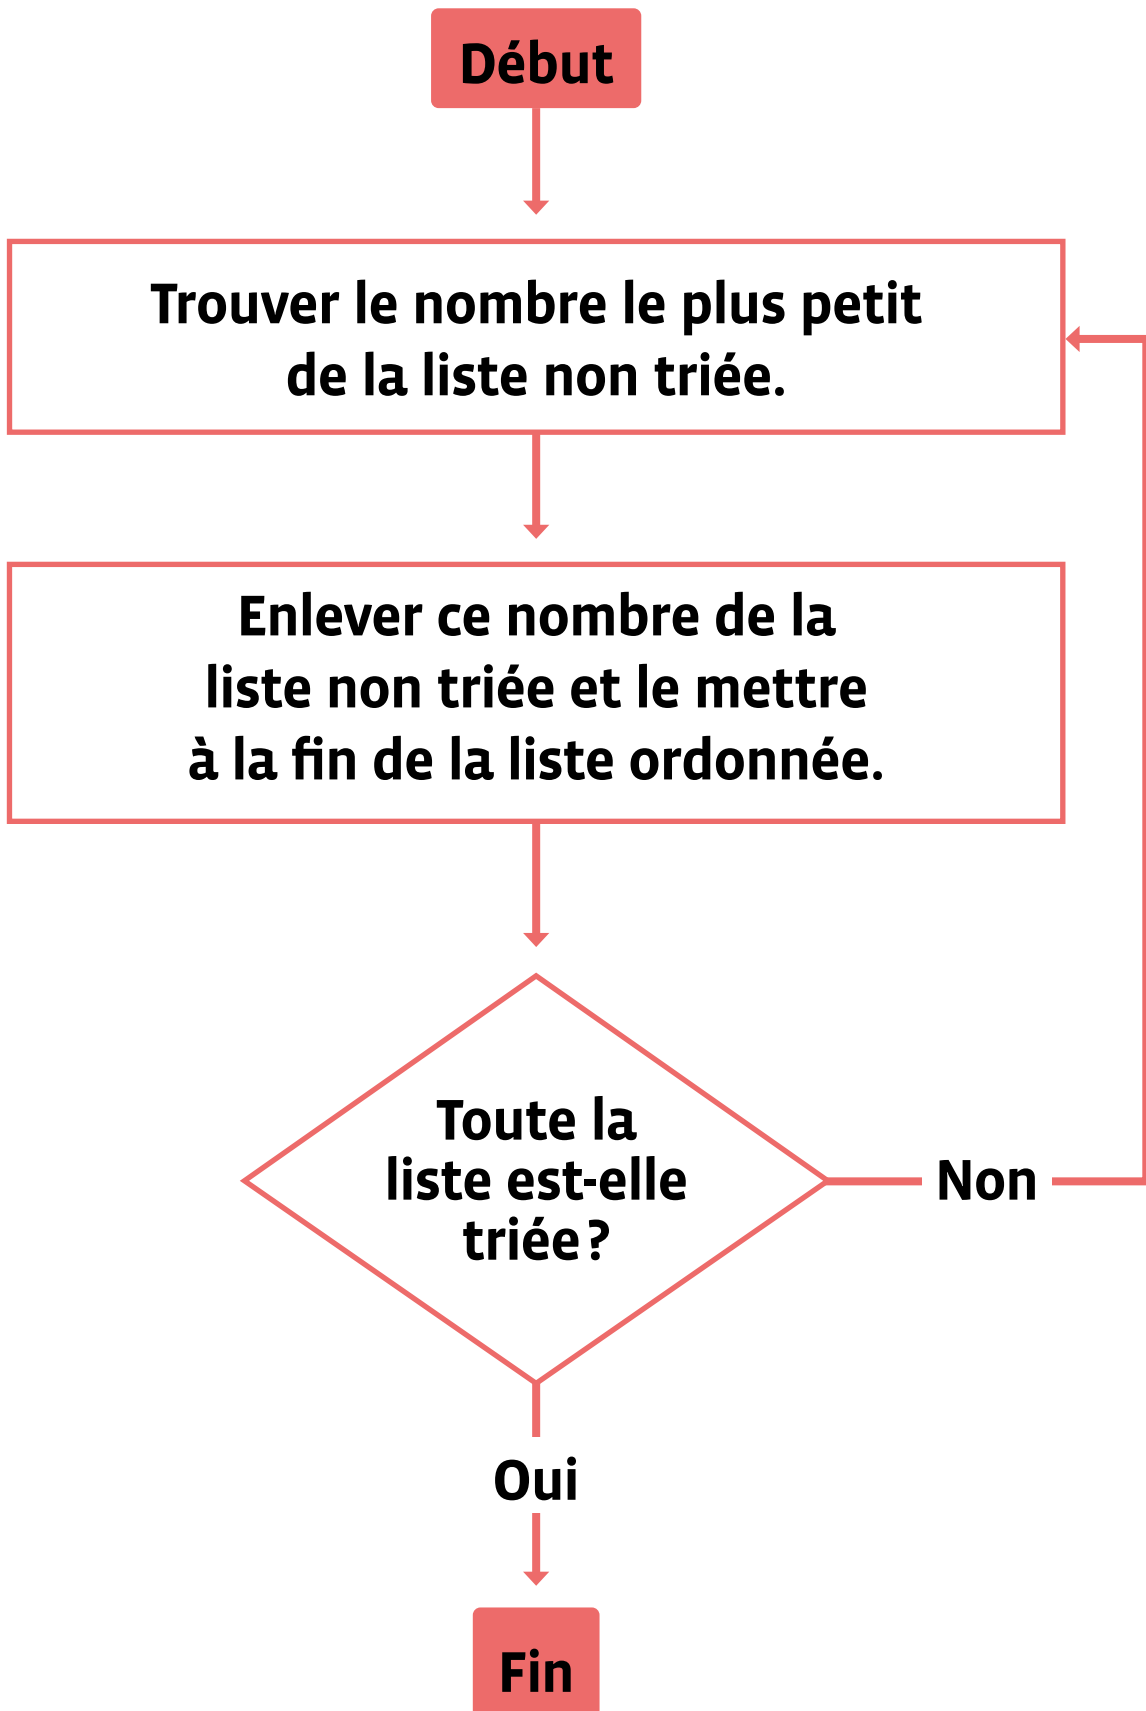 Début
Trouver le nombre le plus petit
de la liste non triée.
Enlever ce nombre de la
liste non triée et le mettre
à la fin de la liste ordonnée.
Toute la
liste est-elle
triée ?
Non
Oui
Fin